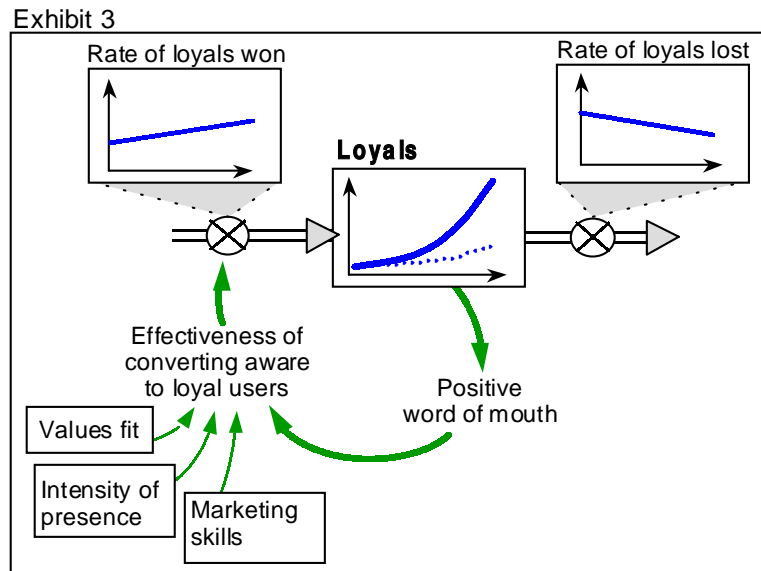 Exhibit 3
Rate of loyals won
Rate of loyals lost
Loyals
Effectiveness of
converting aware
to loyal users
Positive
word of mouth
Values fit
Intensity of
presence
Marketing
skills